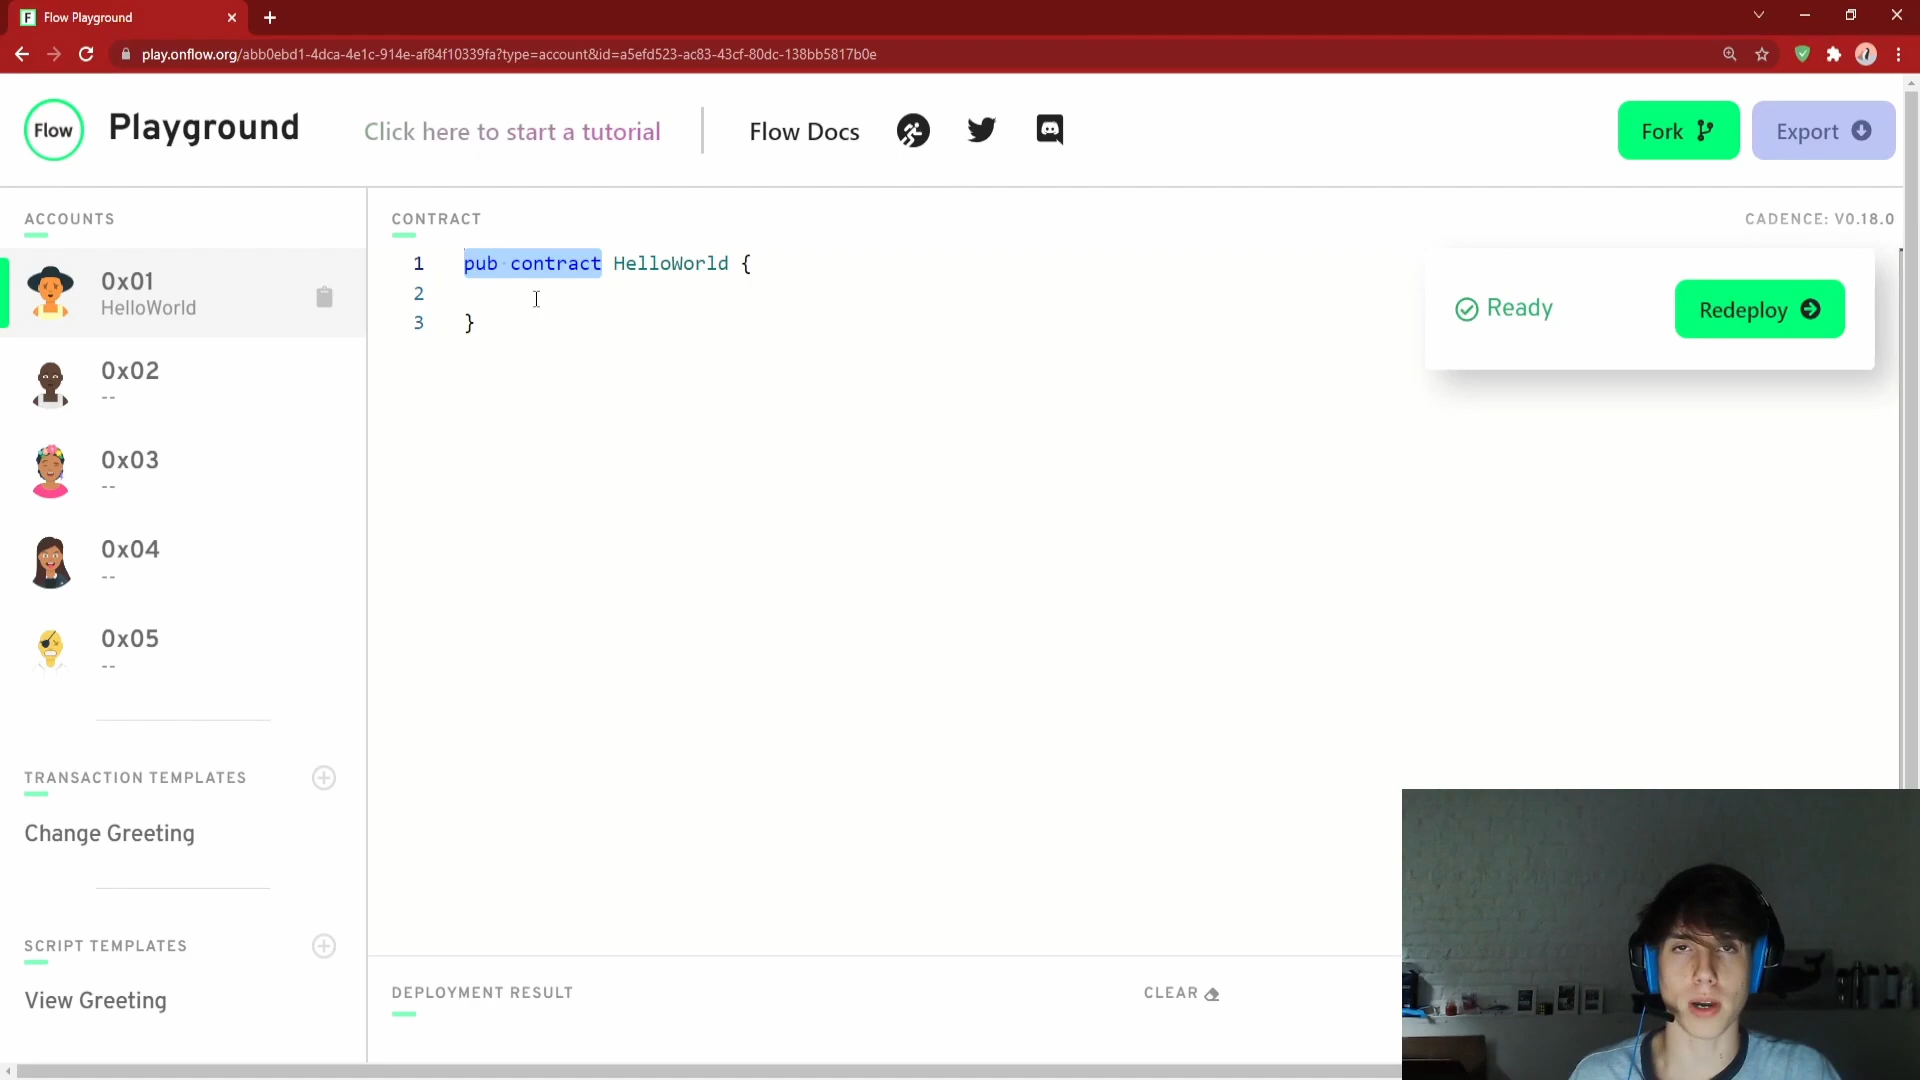 F Flow Playground
play.onflow.org/abb0ebd1-4dca-4e1c-914e-af84f10339fa?type=account&id=a5efd523-ac83-43cf-80dc-138bb5817b0e
Flow Playground Click here to start a tutorial Flow Docs Fork Export
ACCOUNTS
0x01
HelloWorld
0x02
--
0x03
--
0x04
--
0x05
--
TRANSACTION TEMPLATES
Change Greeting
SCRIPT TEMPLATES
View Greeting
CONTRACT CADENCE: V0.18.0
1 pub contract HelloWorld {
2
3 }
Ready Redeploy
DEPLOYMENT RESULT CLEAR